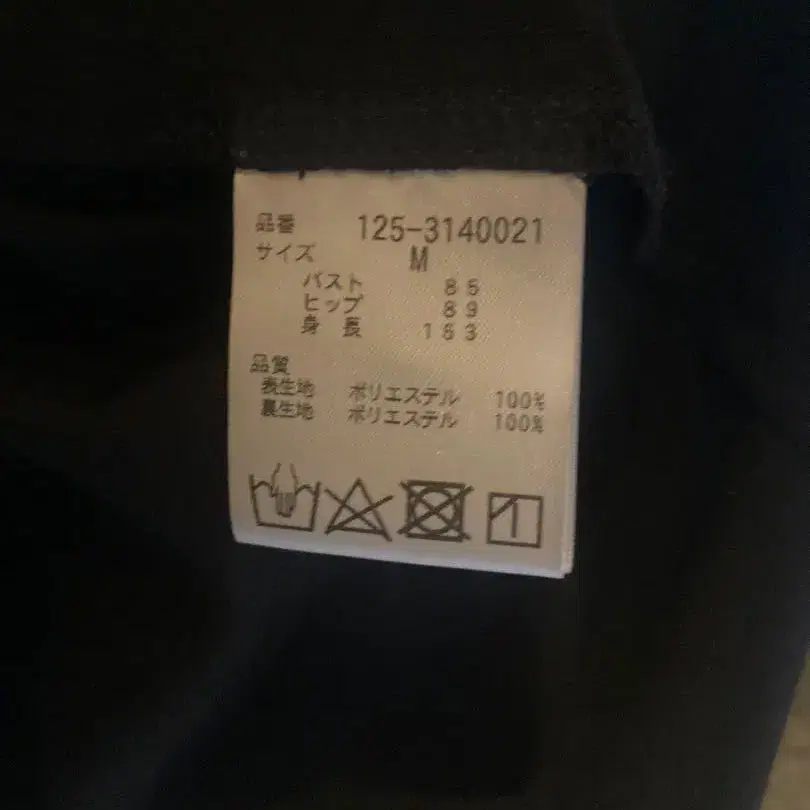 品番 125-3140021
サイズ M
バスト 85
ヒップ 89
身長 163
品質
表生地 ポリエステル 100%
裏生地 ポリエステル 100%